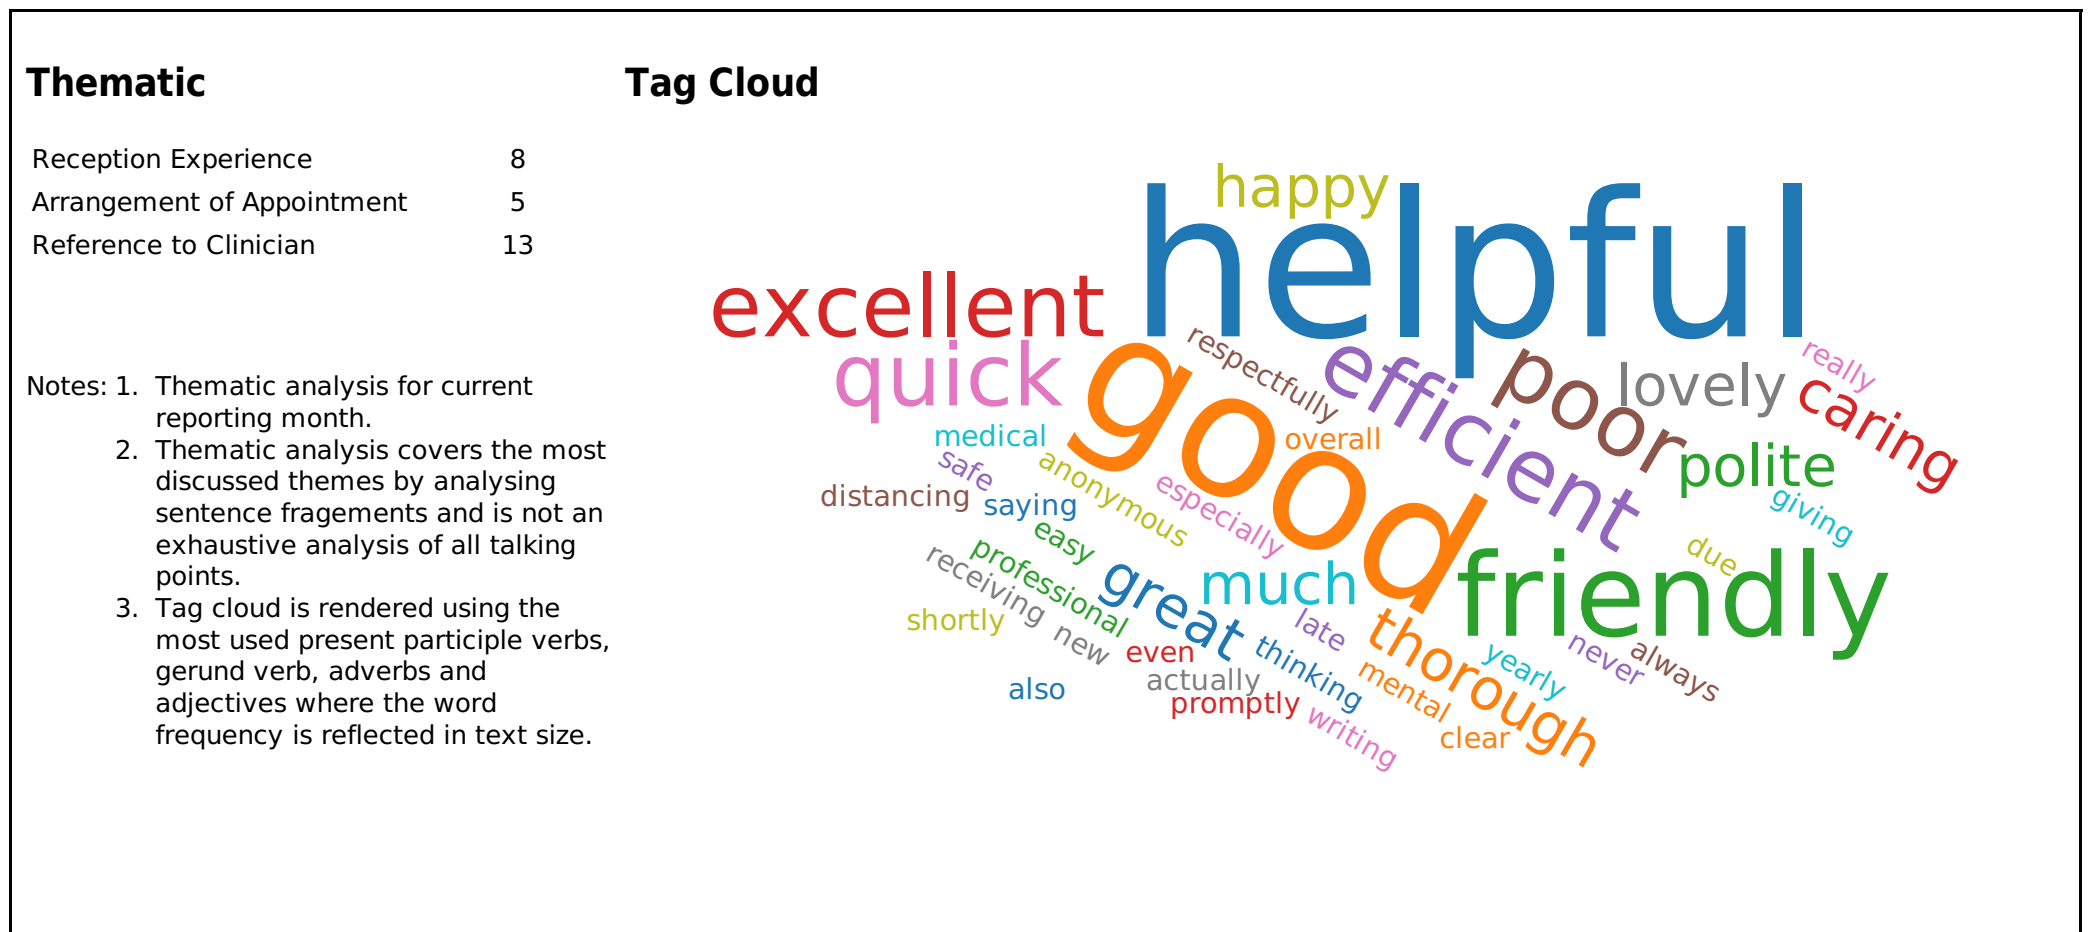 Thematic
Tag Cloud
Reception Experience 8
Arrangement of Appointment 5
Reference to Clinician 13
Notes: 1. Thematic analysis for current
reporting month.
2. Thematic analysis covers the most
discussed themes by analysing
sentence fragements and is not an
exhaustive analysis of all talking
points.
3. Tag cloud is rendered using the
most used present participle verbs,
gerund verb, adverbs and
adjectives where the word
frequency is reflected in text size.
happy
helpful
excellent
quick
good
respectfully
efficient
poor
lovely
really
caring
medical
overall
polite
safe
anonymous
especially
giving
distancing
saying
easy
due
professional
receiving
great
much
friendly
shortly
new
late
thorough
even
thinking
yearly
never
always
also
actually
mental
promptly
writing
clear